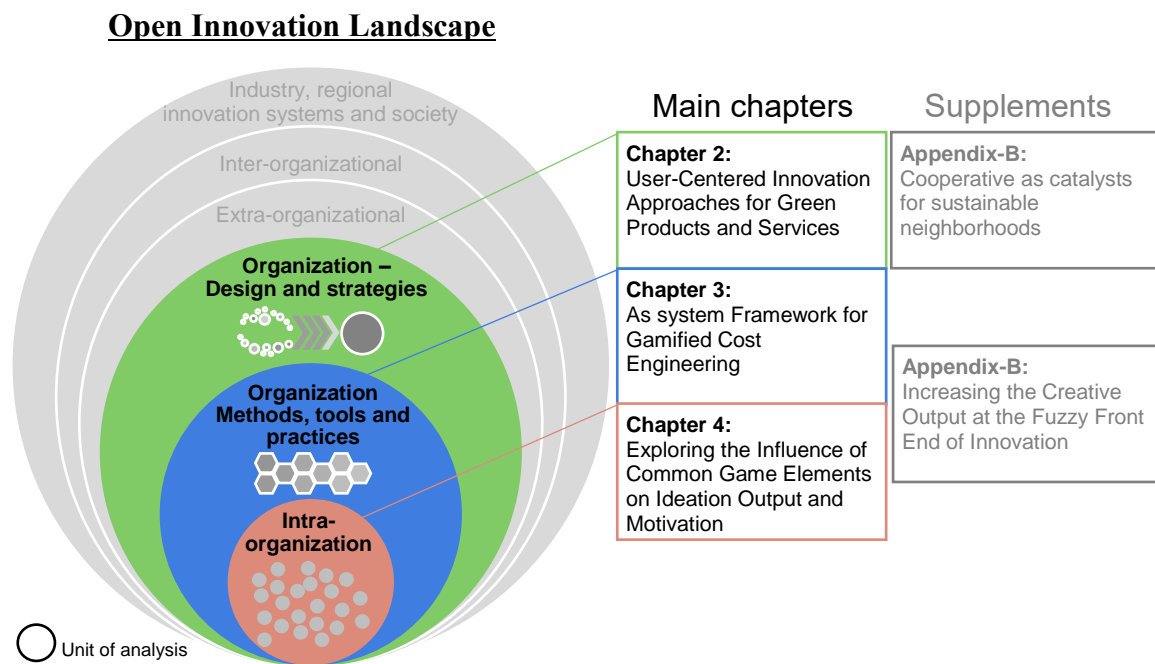 Open Innovation Landscape
Industry, regional
innovation systems and society
Inter-organizational
Extra-organizational
Organization –
Design and strategies
Organization
Methods, tools and
practices
Intra-
organization
Unit of analysis
Main chapters
Chapter 2:
User-Centered Innovation
Approaches for Green
Products and Services
Chapter 3:
As system Framework for
Gamified Cost
Engineering
Chapter 4:
Exploring the Influence of
Common Game Elements
on Ideation Output and
Motivation
Supplements
Appendix-B:
Cooperative as catalysts
for sustainable
neighborhoods
Appendix-B:
Increasing the Creative
Output at the Fuzzy Front
End of Innovation